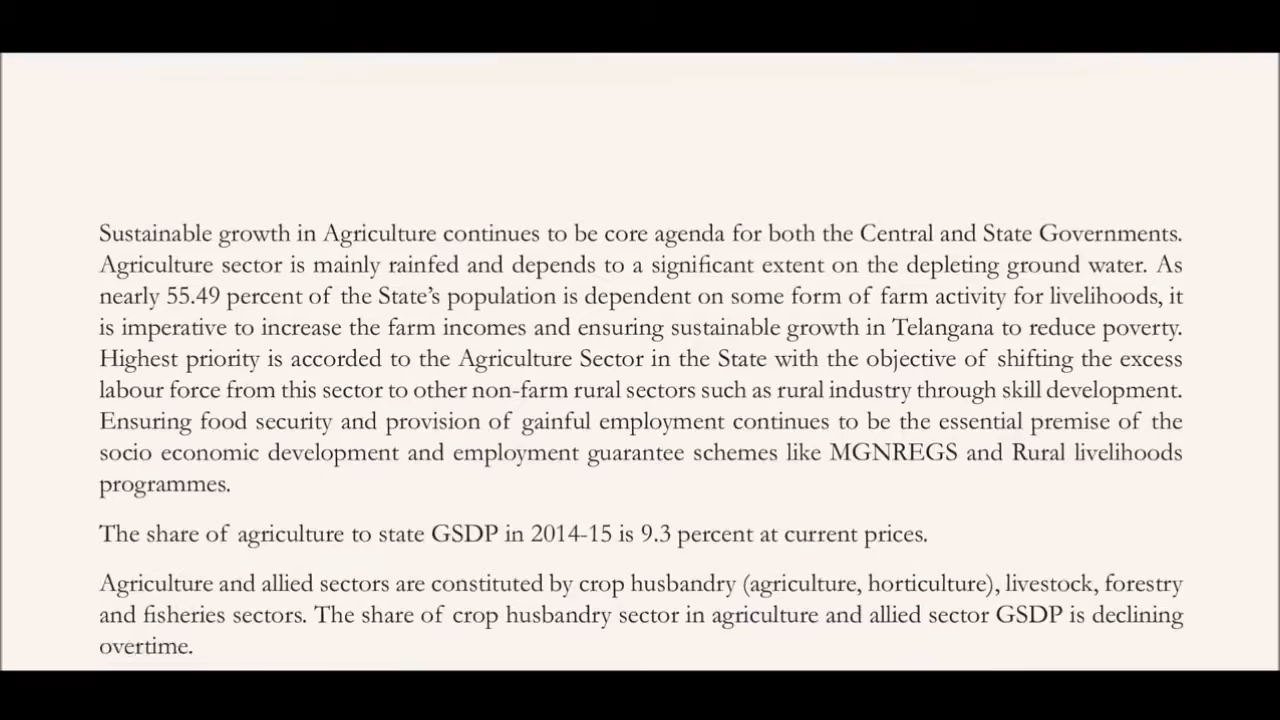 Sustainable growth in Agriculture continues to be core agenda for both the Central and State Governments.
Agriculture sector is mainly rainfed and depends to a significant extent on the depleting ground water. As
nearly 55.49 percent of the State’s population is dependent on some form of farm activity for livelihoods, it
is imperative to increase the farm incomes and ensuring sustainable growth in Telangana to reduce poverty.
Highest priority is accorded to the Agriculture Sector in the State with the objective of shifting the excess
labour force from this sector to other non-farm rural sectors such as rural industry through skill development.
Ensuring food security and provision of gainful employment continues to be the essential premise of the
socio economic development and employment guarantee schemes like MGNREGS and Rural livelihoods
programmes.
The share of agriculture to state GSDP in 2014-15 is 9.3 percent at current prices.
Agriculture and allied sectors are constituted by crop husbandry (agriculture, horticulture), livestock, forestry
and fisheries sectors. The share of crop husbandry sector in agriculture and allied sector GSDP is declining
overtime.